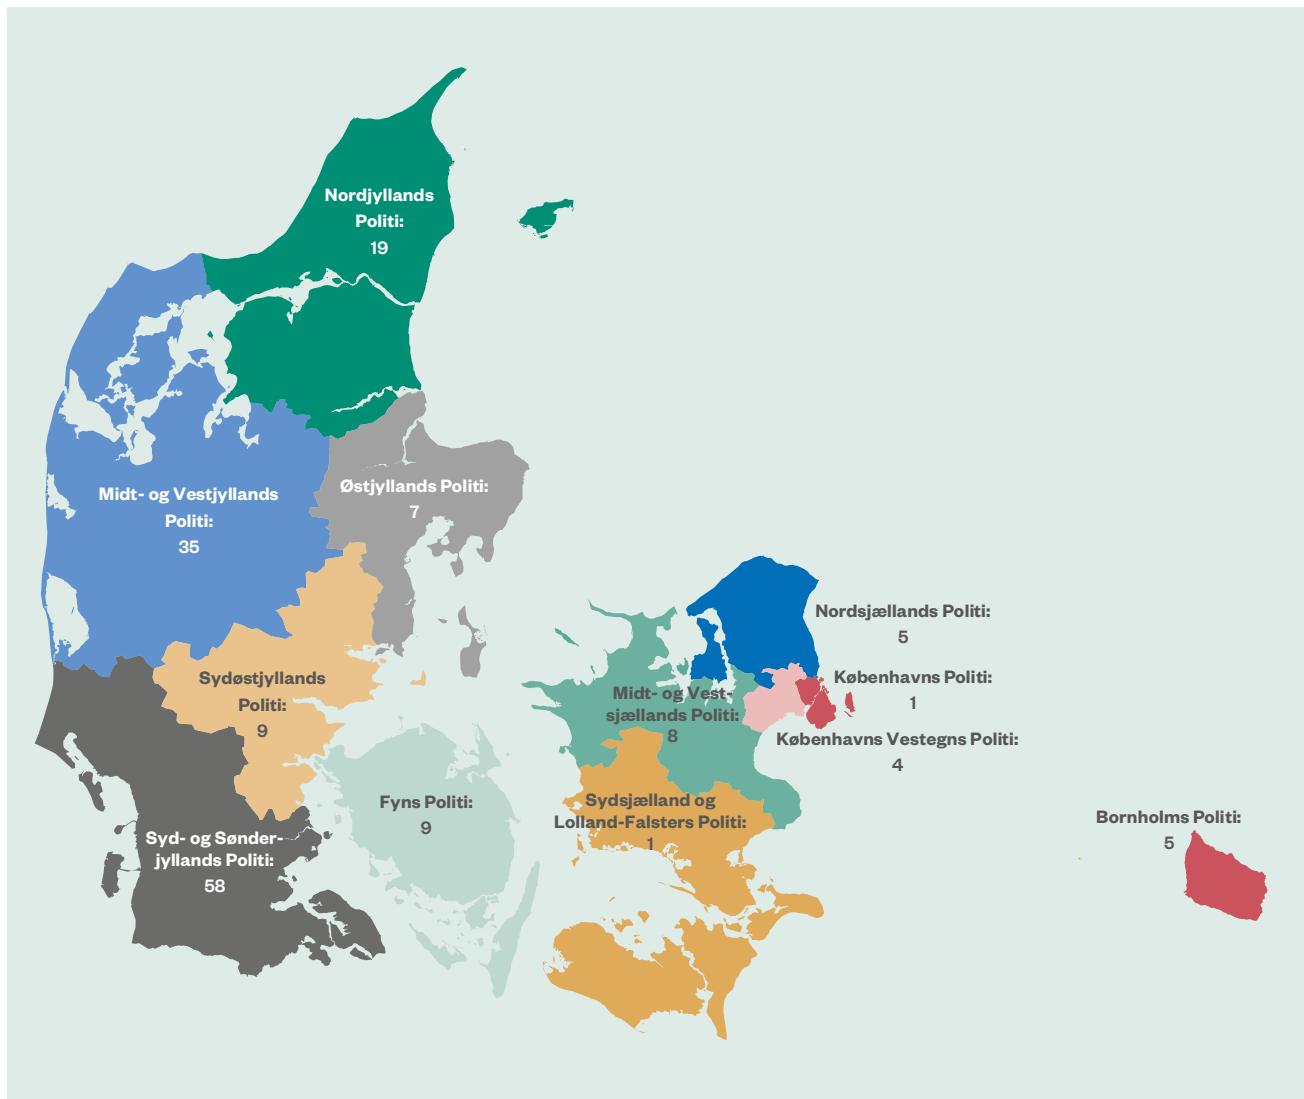 Nordjyllands
Politi:
19
Midt- og Vestjyllands
Politi:
35
Østjyllands Politi:
7
Sydøstjyllands
Politi:
9
Syd- og Sønder-
jyllands Politi:
58
Fyns Politi:
9
Nordsjællands Politi:
5
Københavns Politi:
1
Midt- og Vest-
sjællands Politi:
8
Københavns Vestegns Politi:
4
Sydsjælland og
Lolland-Falsters Politi:
1
Bornholms Politi:
5